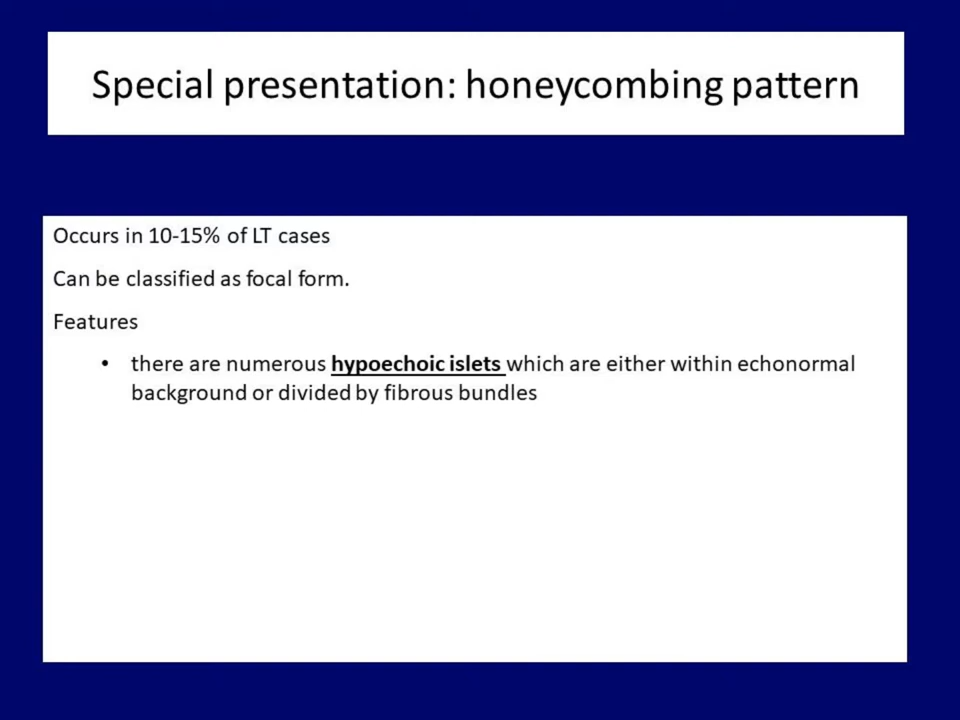 Special presentation: honeycombing pattern
Occurs in 10-15% of LT cases
Can be classified as focal form.
Features
• there are numerous hypoechoic islets which are either within echonormal
background or divided by fibrous bundles